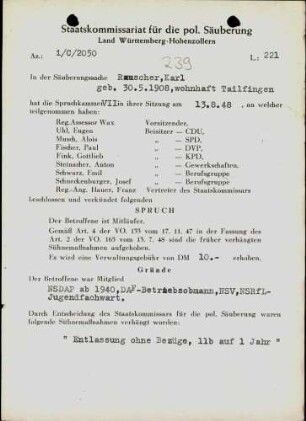 Staatskommissariat für die pol. Säuberung
Land Württemberg-Hohenzollern
Az.: 1/C/2050 L: 221
239
In der Säuberungssache Rauscher,Karl
geb. 30.5.1908,wohnhaft Tailfingen
hat die Spruchkammer VII in ihrer Sitzung am 13.8.48 , an welcher
teilgenommen haben:
Reg.Assessor Wax Vorsitzender,
Uhl, Eugen Beisitzer – CDU,
Munsh, Alois „ – SPD,
Fischer, Paul „ – DVP,
Fink, Gottlieb „ – KPD,
Steimacher, Anton „ – Gewerkschaften,
Schwarz, Emil „ – Berufsgruppe
Schneckenburger, Josef „ – Berufsgruppe
Reg.-Aug. Bauer, Franz Vertreter des Staatskommissars
beschlossen und verkündet folgenden
SPRUCH
Der Betroffene ist Mitläufer.
Gemäß Art. 4 der VO. 133 vom 17. 11. 47 in der Fassung des
Art. 2 der VO. 165 vom 13. 7. 48 sind die früher verhängten
Sühnemaßnahmen aufgehoben.
Es wird eine Verwaltungsgebühr von DM 10.- erhoben.
Gründe
Der Betroffene war Mitglied
NSDAP ab 1940,DAF-Betriebsobmann,NSV,NSRfL-
Jugendfachwart.
Durch Entscheidung des Staatskommissars für die pol. Säuberung waren
folgende Sühnemaßnahmen verhängt worden:
" Entlassung ohne Bezüge, 11b auf 1 Jahr "